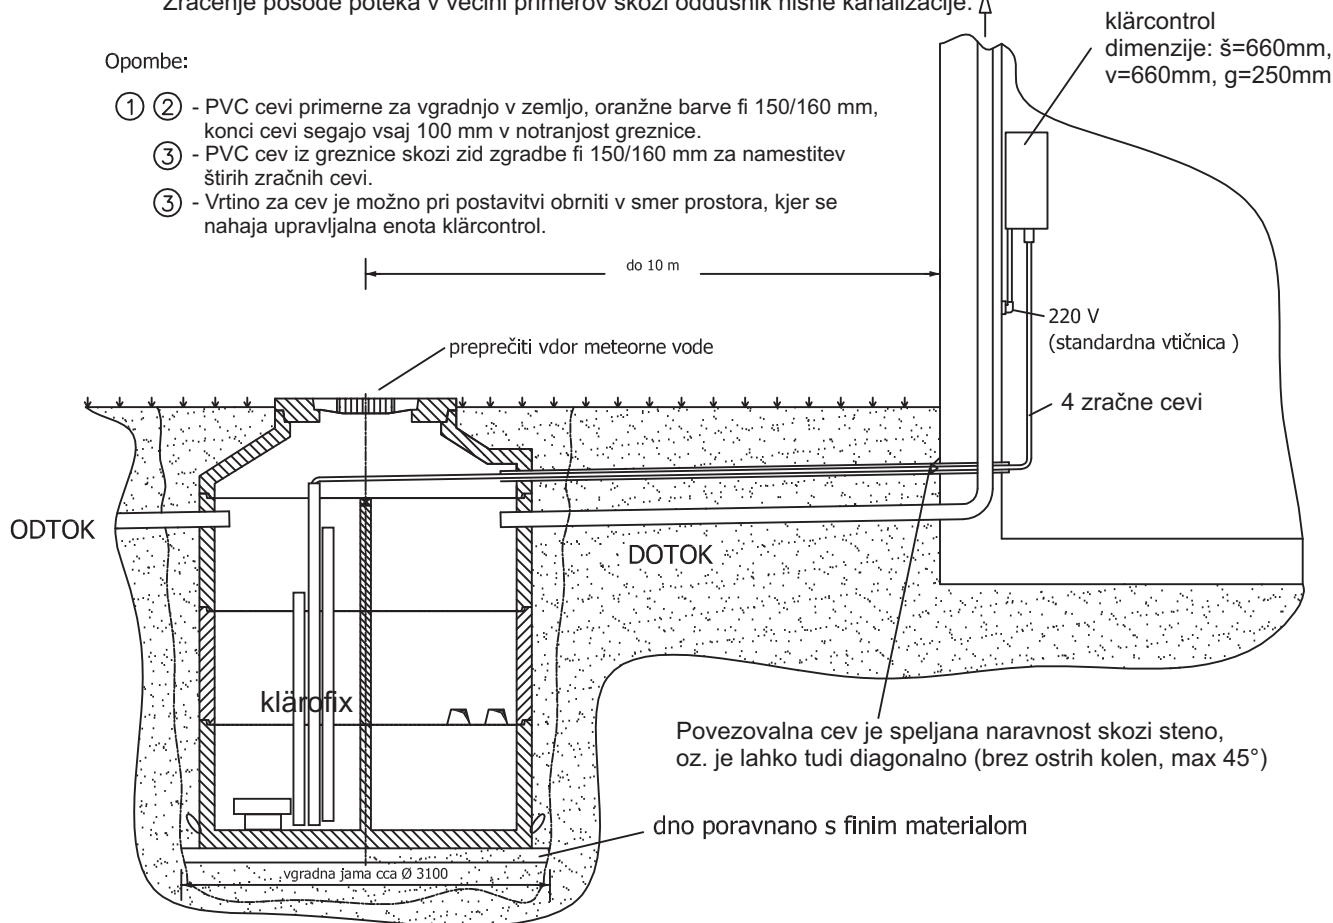 Zračenje posode poteka v večini primerov skozi oddušnik hišne kanalizacije.
klärcontrol
dimenzije: š=660mm,
v=660mm, g=250mm
Opombe:
1 2 - PVC cevi primerne za vgradnjo v zemljo, oranžne barve fi 150/160 mm,
konci cevi segajo vsaj 100 mm v notranjost greznice.
3 - PVC cev iz greznice skozi zid zgradbe fi 150/160 mm za namestitev
štirih zračnih cevi.
3 - Vrtino za cev je možno pri postavitvi obrniti v smer prostora, kjer se
nahaja upravljalna enota klärcontrol.
do 10 m
220 V
(standardna vtičnica )
preprečiti vdor meteorne vode
4 zračne cevi
ODTOK
DOTOK
klärofix
Povezovalna cev je speljana naravnost skozi steno,
oz. je lahko tudi diagonalno (brez ostrih kolen, max 45°)
dno poravnano s finim materialom
vgradna jama cca Ø 3100